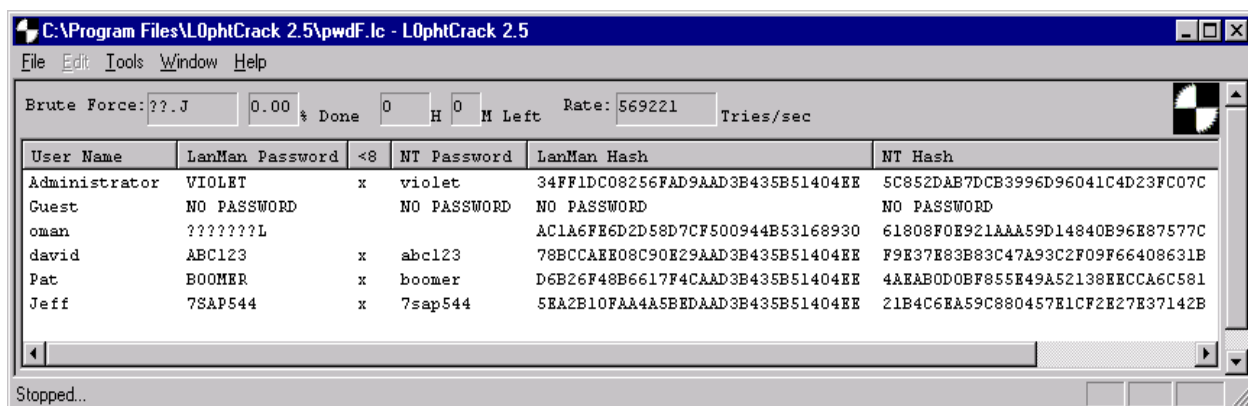 C:\Program Files\L0phtCrack 2.5\pwdF.lc - L0phtCrack 2.5
File Edit Tools Window Help
Brute Force: ??.J 0.00 % Done 0 H 0 M Left Rate: 569221 Tries/sec
User Name LanMan Password <8 NT Password LanMan Hash NT Hash
Administrator VIOLET x violet 34FF1DC08256FAD9AAD3B435B51404EE 5C852DAB7DCB3996D96041C4D23FC07C
Guest NO PASSWORD NO PASSWORD NO PASSWORD NO PASSWORD
oman ???????L AC1A6FE6D2D58D7CF500944B53168930 61808F0E921AAA59D14840B96E87577C
david ABC123 x abc123 78BCCAEE08C90E29AAD3B435B51404EE F9E37E83B83C47A93C2F09F66408631B
Pat BOOMER x boomer D6B26F48B6617F4CAAD3B435B51404EE 4AEAB0D0BF855E49A52138EECCA6C581
Jeff 7SAP544 x 7sap544 5EA2B10FAA4A5BEDAAD3B435B51404EE 21B4C6EA59C880457E1CF2E27E37142B
Stopped...